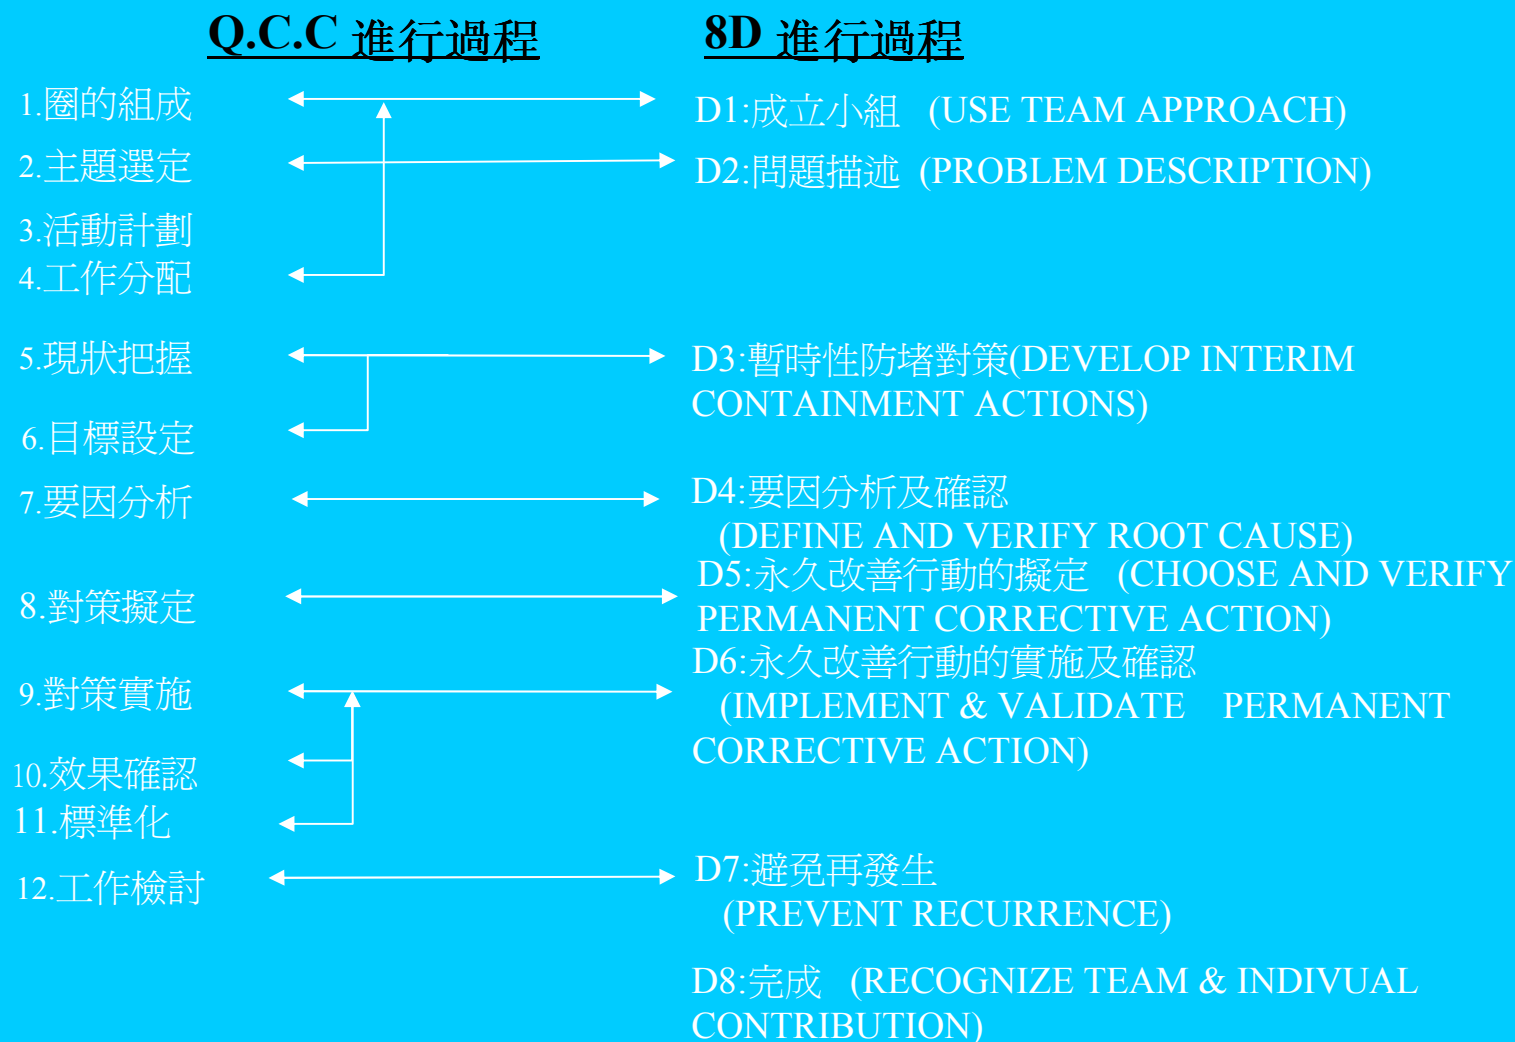 Q.C.C 進行過程
8D 進行過程
1.圈的組成
2.主題選定
3.活動計劃
4.工作分配
5.現狀把握
6.目標設定
7.要因分析
8.對策擬定
9.對策實施
10.效果確認
11.標準化
12.工作檢討
D1:成立小組 (USE TEAM APPROACH)
D2:問題描述 (PROBLEM DESCRIPTION)
D3:暫時性防堵對策(DEVELOP INTERIM
CONTAINMENT ACTIONS)
D4:要因分析及確認
(DEFINE AND VERIFY ROOT CAUSE)
D5:永久改善行動的擬定 (CHOOSE AND VERIFY
PERMANENT CORRECTIVE ACTION)
D6:永久改善行動的實施及確認
(IMPLEMENT & VALIDATE PERMANENT
CORRECTIVE ACTION)
D7:避免再發生
(PREVENT RECURRENCE)
D8:完成 (RECOGNIZE TEAM & INDIVUAL
CONTRIBUTION)